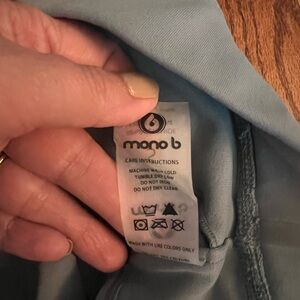 mono b
CARE INSTRUCTIONS
MACHINE WASH COLD
TUMBLE DRY LOW
DO NOT IRON
DO NOT DRY CLEAN
WASH WITH LIKE COLORS ONLY